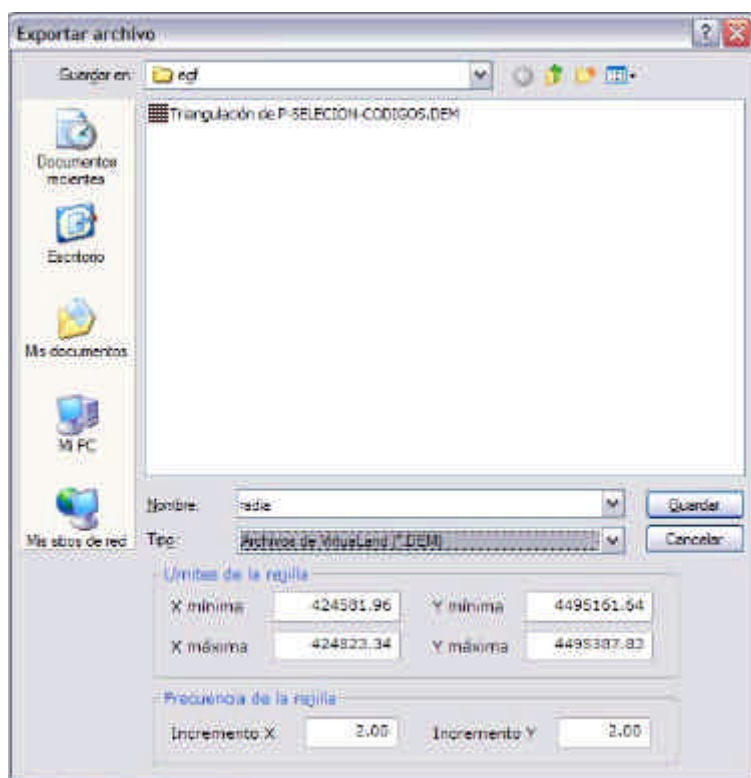 Exportar archivo
Guardar en:
egf
Triangulación de P-SELECION-CODIGOS.DEM
Documentos
recientes
Escritorio
Mis documentos
Mi PC
Mis sitios de red
Nombre:
radia
Guardar
Tipo:
Archivos de VirtuaLand (*.DEM)
Cancelar
Límites de la rejilla
X mínima 424581.96 Y mínima 4495161.64
X máxima 424823.34 Y máxima 4495387.83
Frecuencia de la rejilla
Incremento X 2.00 Incremento Y 2.00